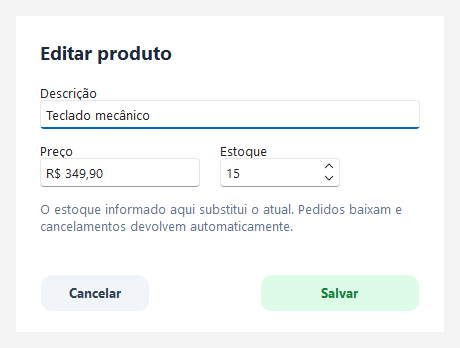 Editar produto
Descrição
Teclado mecânico
Preço
Estoque
R$ 349,90
15
O estoque informado aqui substitui o atual. Pedidos baixam e
cancelamentos devolvem automaticamente.
Cancelar
Salvar